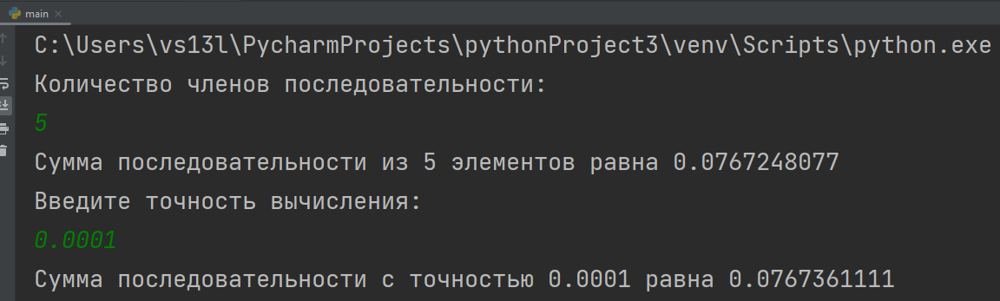 main
C:\Users\vs13l\PycharmProjects\pythonProject3\venv\Scripts\python.exe
Количество членов последовательности:
5
Сумма последовательности из 5 элементов равна 0.0767248077
Введите точность вычисления:
0.0001
Сумма последовательности с точностью 0.0001 равна 0.0767361111